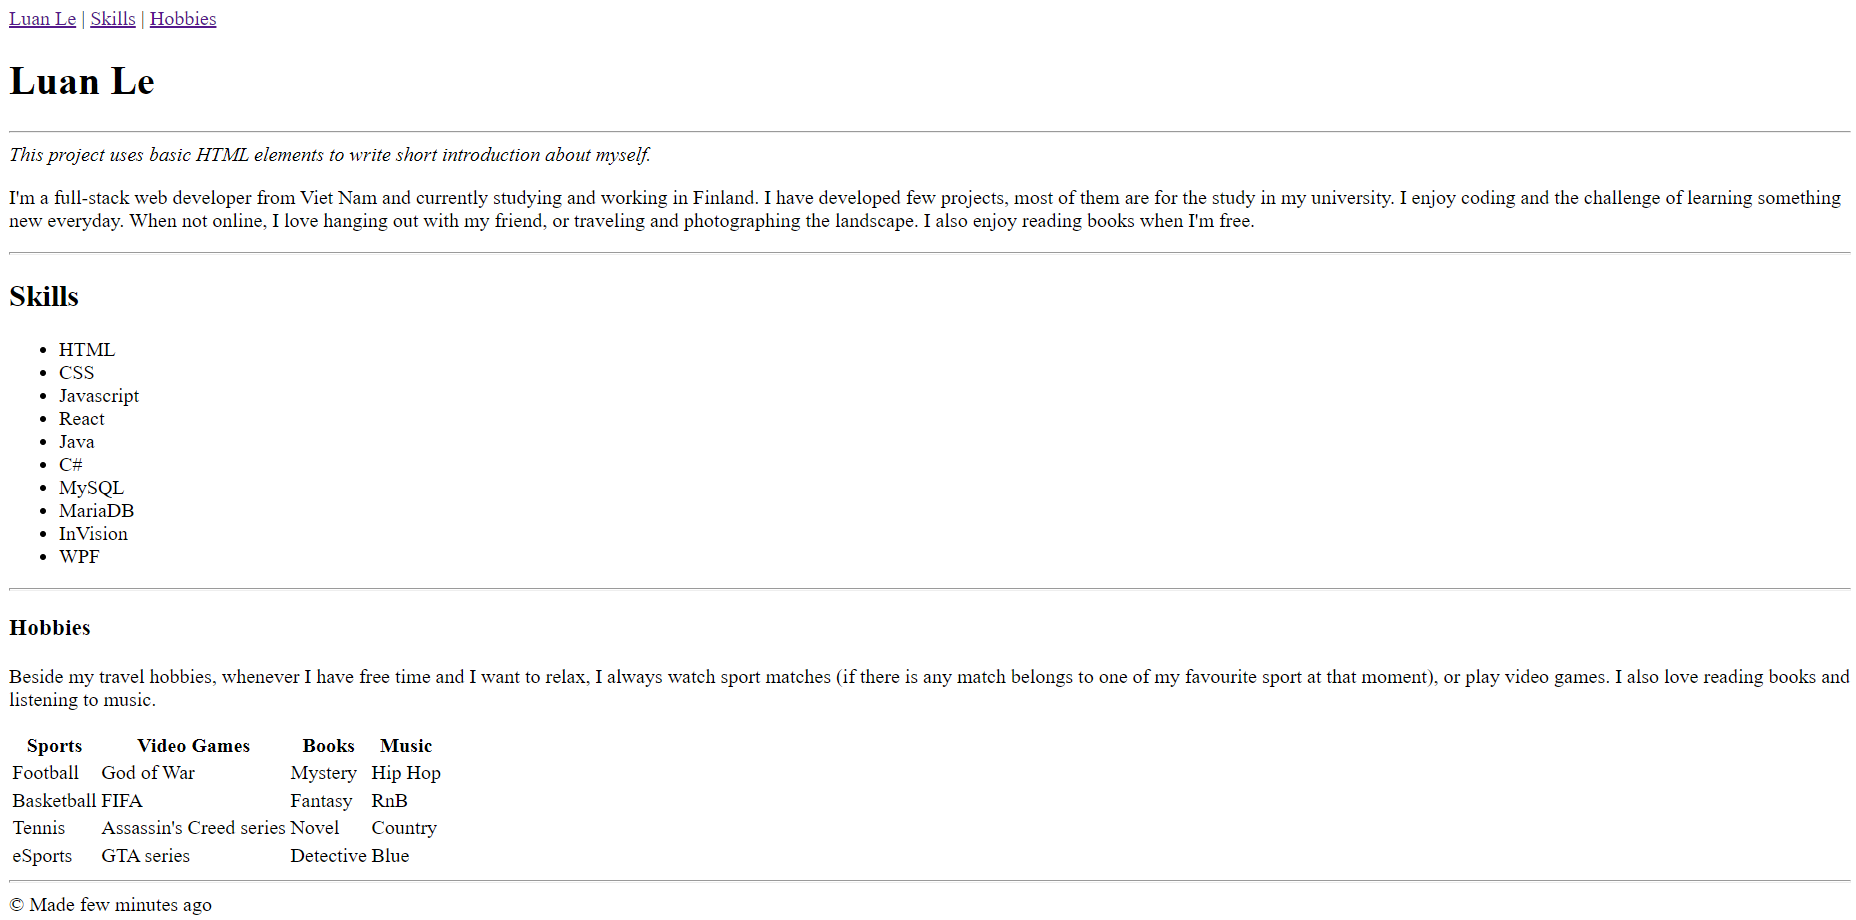 Luan Le | Skills | Hobbies
Luan Le
This project uses basic HTML elements to write short introduction about myself.
I'm a full-stack web developer from Viet Nam and currently studying and working in Finland. I have developed few projects, most of them are for the study in my university. I enjoy coding and the challenge of learning something
new everyday. When not online, I love hanging out with my friend, or traveling and photographing the landscape. I also enjoy reading books when I'm free.
Skills
• HTML
• CSS
• Javascript
• React
• Java
• C#
• MySQL
• MariaDB
• InVision
• WPF
Hobbies
Beside my travel hobbies, whenever I have free time and I want to relax, I always watch sport matches (if there is any match belongs to one of my favourite sport at that moment), or play video games. I also love reading books and
listening to music.
Sports Video Games Books Music
Football God of War Mystery Hip Hop
Basketball FIFA Fantasy RnB
Tennis Assassin's Creed series Novel Country
eSports GTA series Detective Blue
© Made few minutes ago